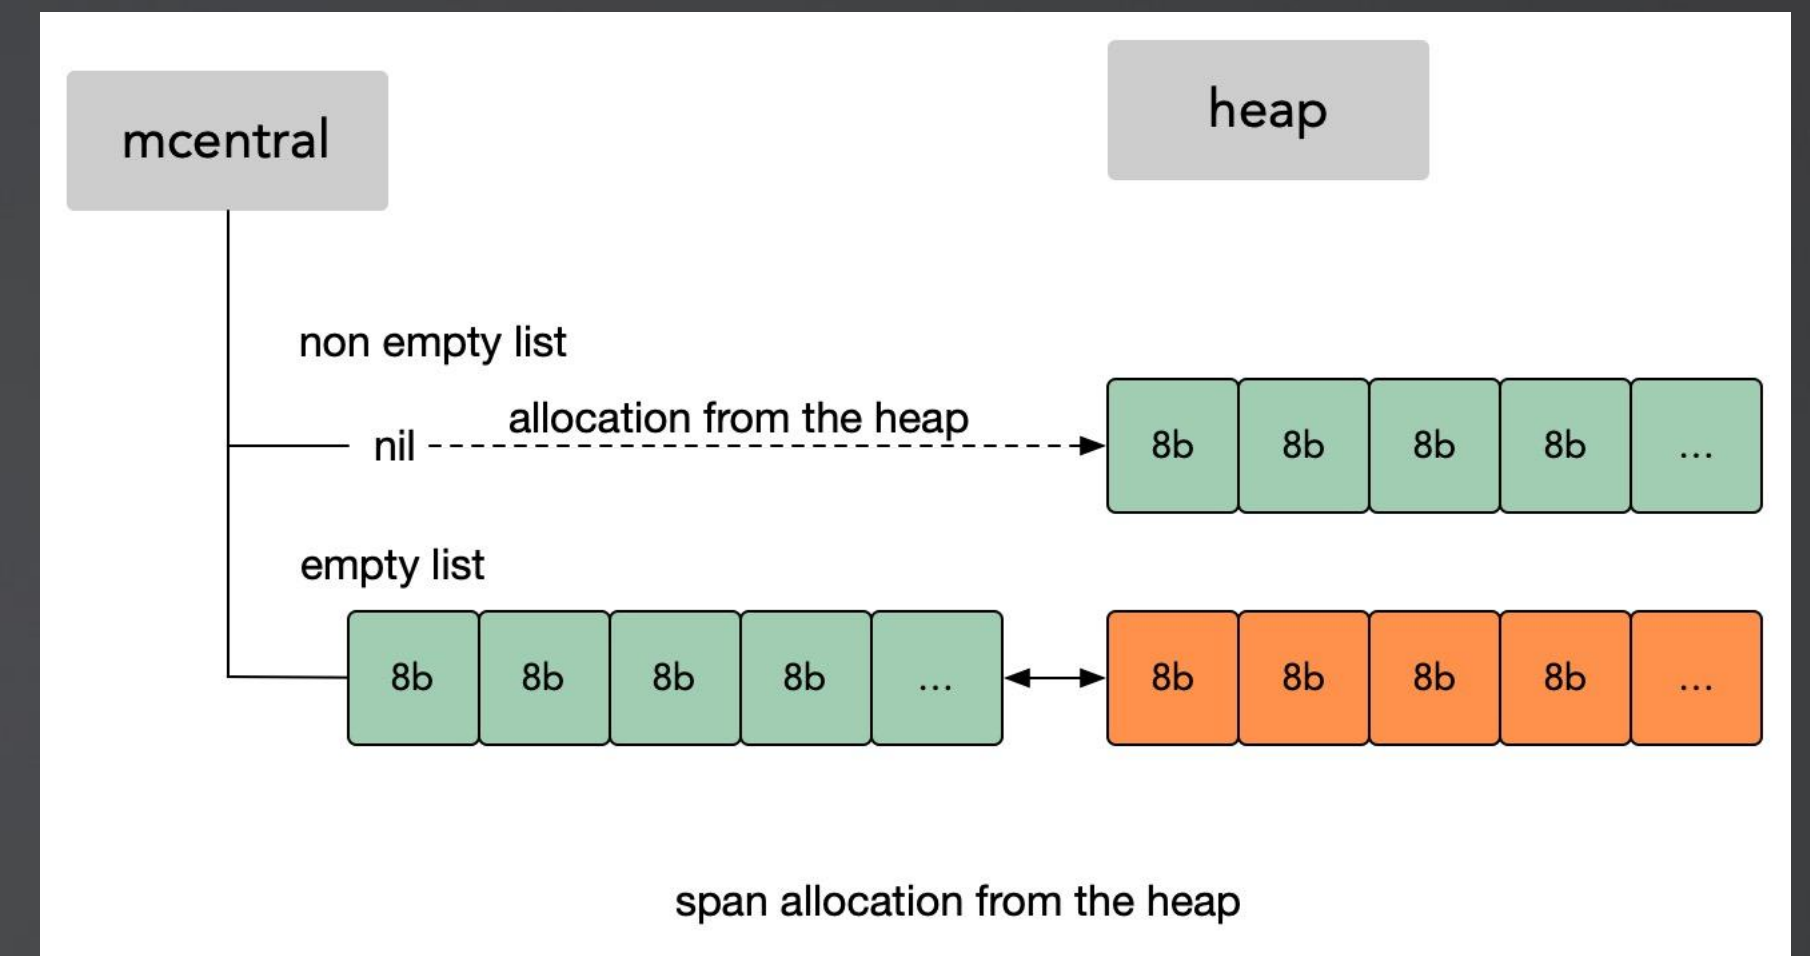 mcentral
heap
non empty list
nil
allocation from the heap
8b 8b 8b 8b ...
empty list
8b 8b 8b 8b ...
8b 8b 8b 8b ...
span allocation from the heap